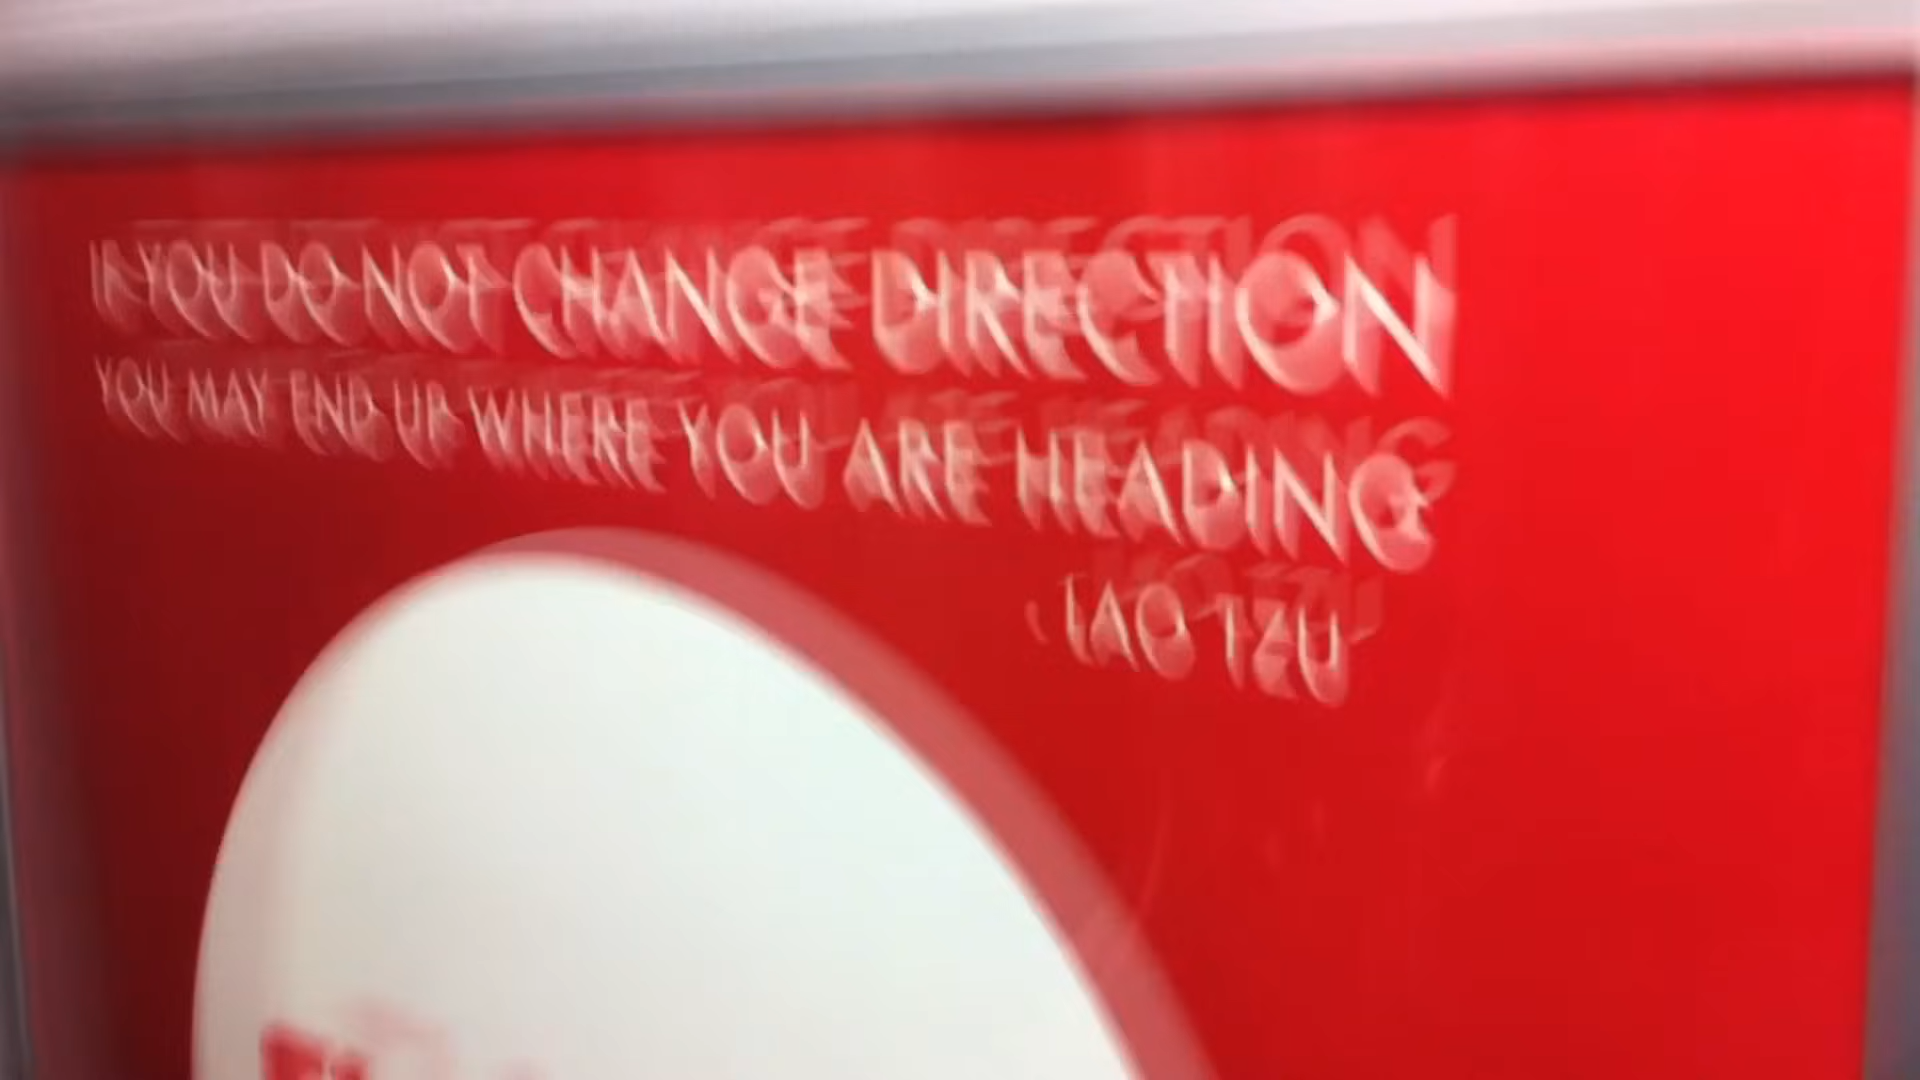 IF YOU DO NOT CHANGE DIRECTION
YOU MAY END UP WHERE YOU ARE HEADING
LAO TZU